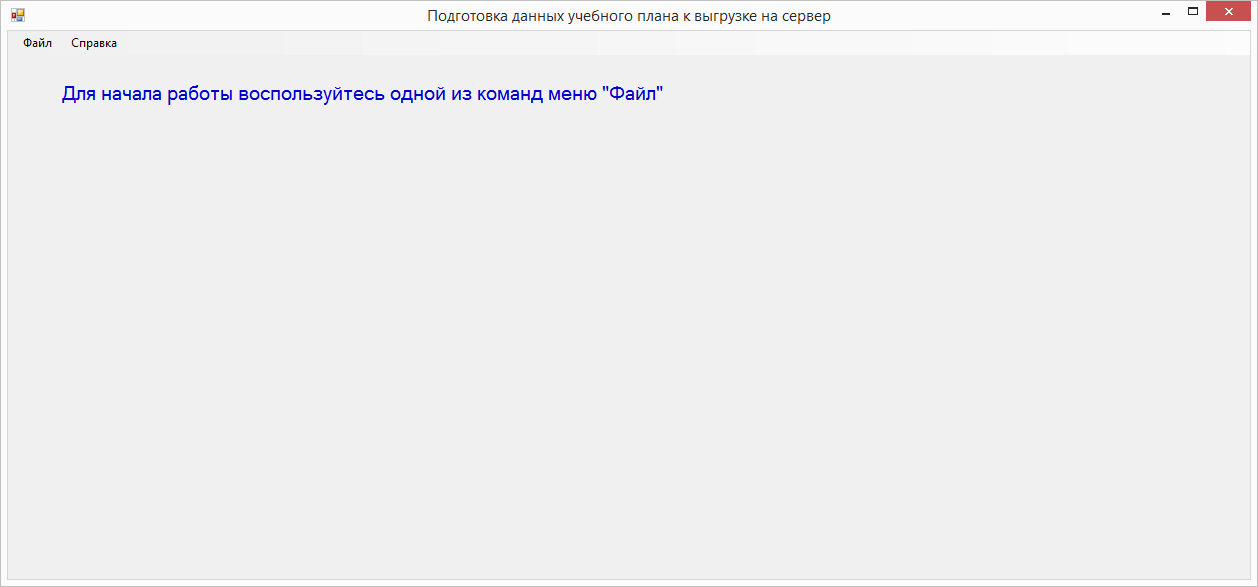 Подготовка данных учебного плана к выгрузке на сервер
Файл Справка
Для начала работы воспользуйтесь одной из команд меню "Файл"